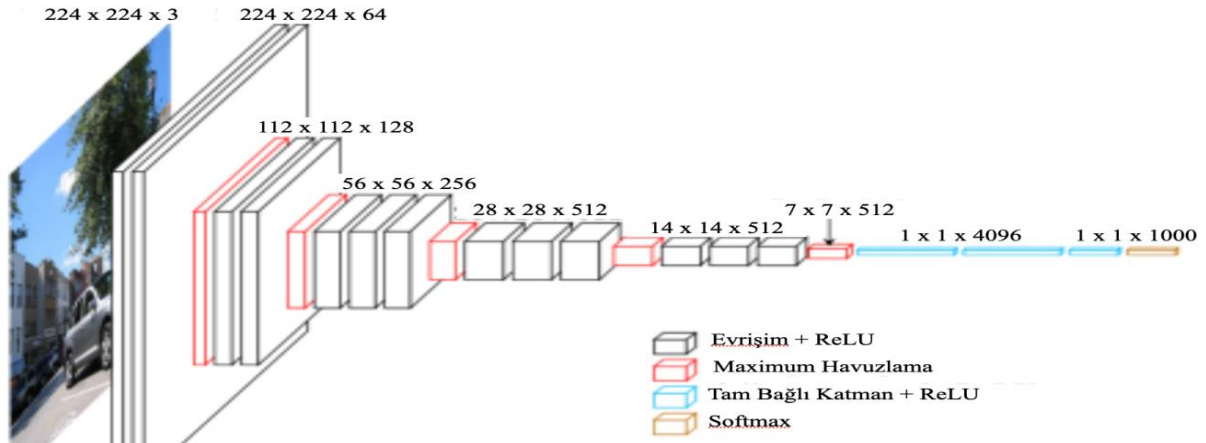 224 x 224 x 3
224 x 224 x 64
112 x 112 x 128
56 x 56 x 256
28 x 28 x 512
14 x 14 x 512
7 x 7 x 512
1 x 1 x 4096
1 x 1 x 1000
Evrişim + ReLU
Maximum Havuzlama
Tam Bağlı Katman + ReLU
Softmax